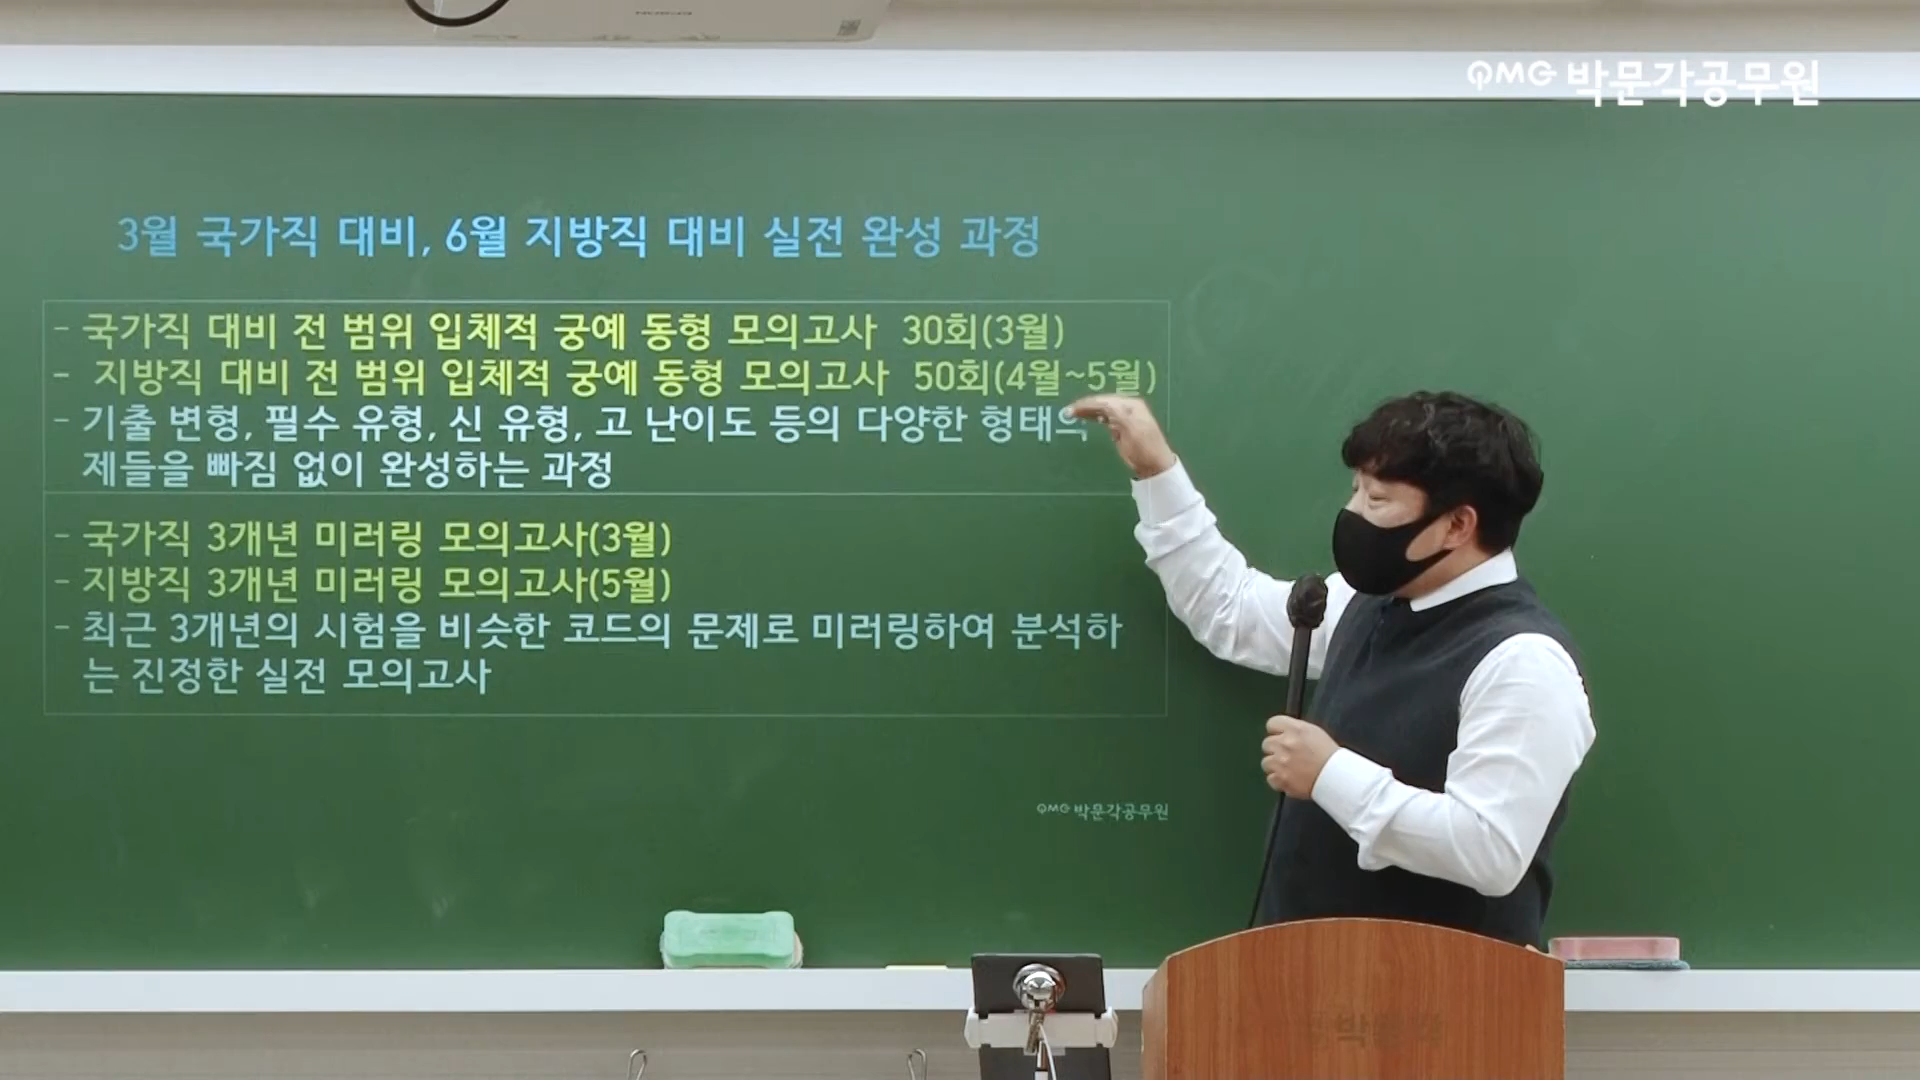 PMG 박문각공무원
3월 국가직 대비, 6월 지방직 대비 실전 완성 과정
- 국가직 대비 전 범위 입체적 궁예 동형 모의고사 30회(3월)
- 지방직 대비 전 범위 입체적 궁예 동형 모의고사 50회(4월~5월)
- 기출 변형, 필수 유형, 신 유형, 고 난이도 등의 다양한 형태의
제들을 빠짐 없이 완성하는 과정
- 국가직 3개년 미러링 모의고사(3월)
- 지방직 3개년 미러링 모의고사(5월)
- 최근 3개년의 시험을 비슷한 코드의 문제로 미러링하여 분석하
는 진정한 실전 모의고사
PMG 박문각공무원